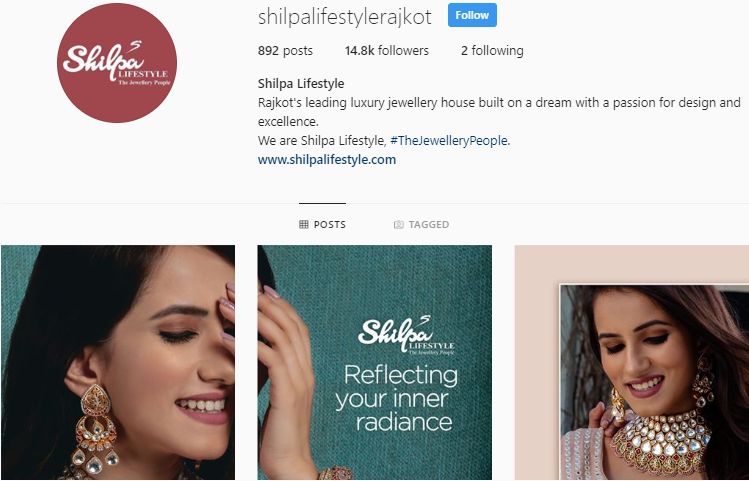 Shilpa S
LIFESTYLE
The Jewellery People
shilpalifestylerajkot Follow
892 posts 14.8k followers 2 following
Shilpa Lifestyle
Rajkot's leading luxury jewellery house built on a dream with a passion for design and
excellence.
We are Shilpa Lifestyle, #TheJewelleryPeople.
www.shilpalifestyle.com
POSTS TAGGED
Shilpa S
LIFESTYLE
The Jewellery People
Reflecting
your inner
radiance